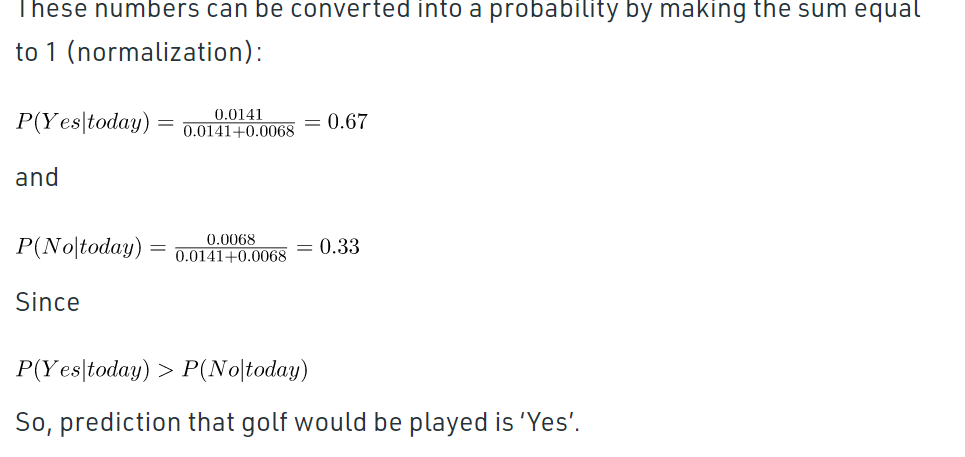 These numbers can be converted into a probability by making the sum equal
to 1 (normalization):
P(Yes|today) = 0.0141 / 0.0141+0.0068 = 0.67
and
P(No|today) = 0.0068 / 0.0141+0.0068 = 0.33
Since
P(Yes|today) > P(No|today)
So, prediction that golf would be played is ‘Yes’.